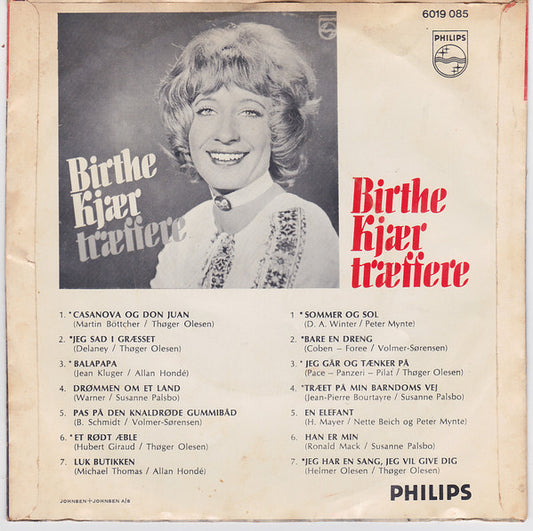 6019 085
PHILIPS
PHILIPS
Birthe
Kjær
træffere
Birthe
Kjær
træffere
1. *CASANOVA OG DON JUAN
(Martin Böttcher / Thøger Olesen)
2. *JEG SAD I GRÆSSET
(Delaney / Thøger Olesen)
3. *BALAPAPA
(Jean Kluger / Allan Hondé)
4. DRØMMEN OM ET LAND
(Warner / Susanne Palsbo)
5. PAS PÅ DEN KNALDRØDE GUMMIBÅD
(B. Schmidt / Volmer-Sørensen)
6. *ET RØDT ÆBLE
(Hubert Giraud / Thøger Olesen)
7. LUK BUTIKKEN
(Michael Thomas / Allan Hondé)
1 *SOMMER OG SOL
(D. A. Winter / Peter Mynte)
2. *BARE EN DRENG
(Coben - Foree / Volmer-Sørensen)
3. *JEG GÅR OG TÆNKER PÅ
(Pace - Panzeri - Pilat / Thøger Olesen)
4. *TRÆET PÅ MIN BARNDOMS VEJ
(Jean-Pierre Bourtayre / Susanne Palsbo)
5. EN ELEFANT
(H. Mayer / Nette Beich og Peter Mynte)
6. HAN ER MIN
(Ronald Mack / Susanne Palsbo)
7. *JEG HAR EN SANG, JEG VIL GIVE DIG
(Helmer Olesen / Thøger Olesen)
JOHNSEN+JOHNSEN A/S
PHILIPS